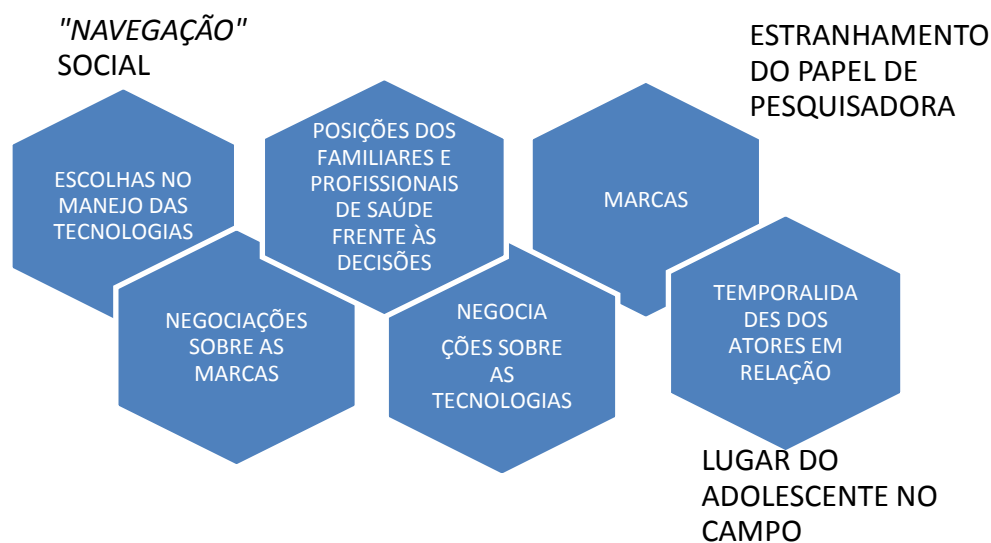 "NAVEGAÇÃO"
SOCIAL
ESTRANHAMENTO
DO PAPEL DE
PESQUISADORA
ESCOLHAS NO
MANEJO DAS
TECNOLOGIAS
POSIÇÕES DOS
FAMILIARES E
PROFISSIONAIS
DE SAÚDE
FRENTE ÀS
DECISÕES
MARCAS
NEGOCIAÇÕES
SOBRE AS
MARCAS
NEGOCIA
ÇÕES SOBRE
AS
TECNOLOGIAS
TEMPORALIDA
DES DOS
ATORES EM
RELAÇÃO
LUGAR DO
ADOLESCENTE NO
CAMPO